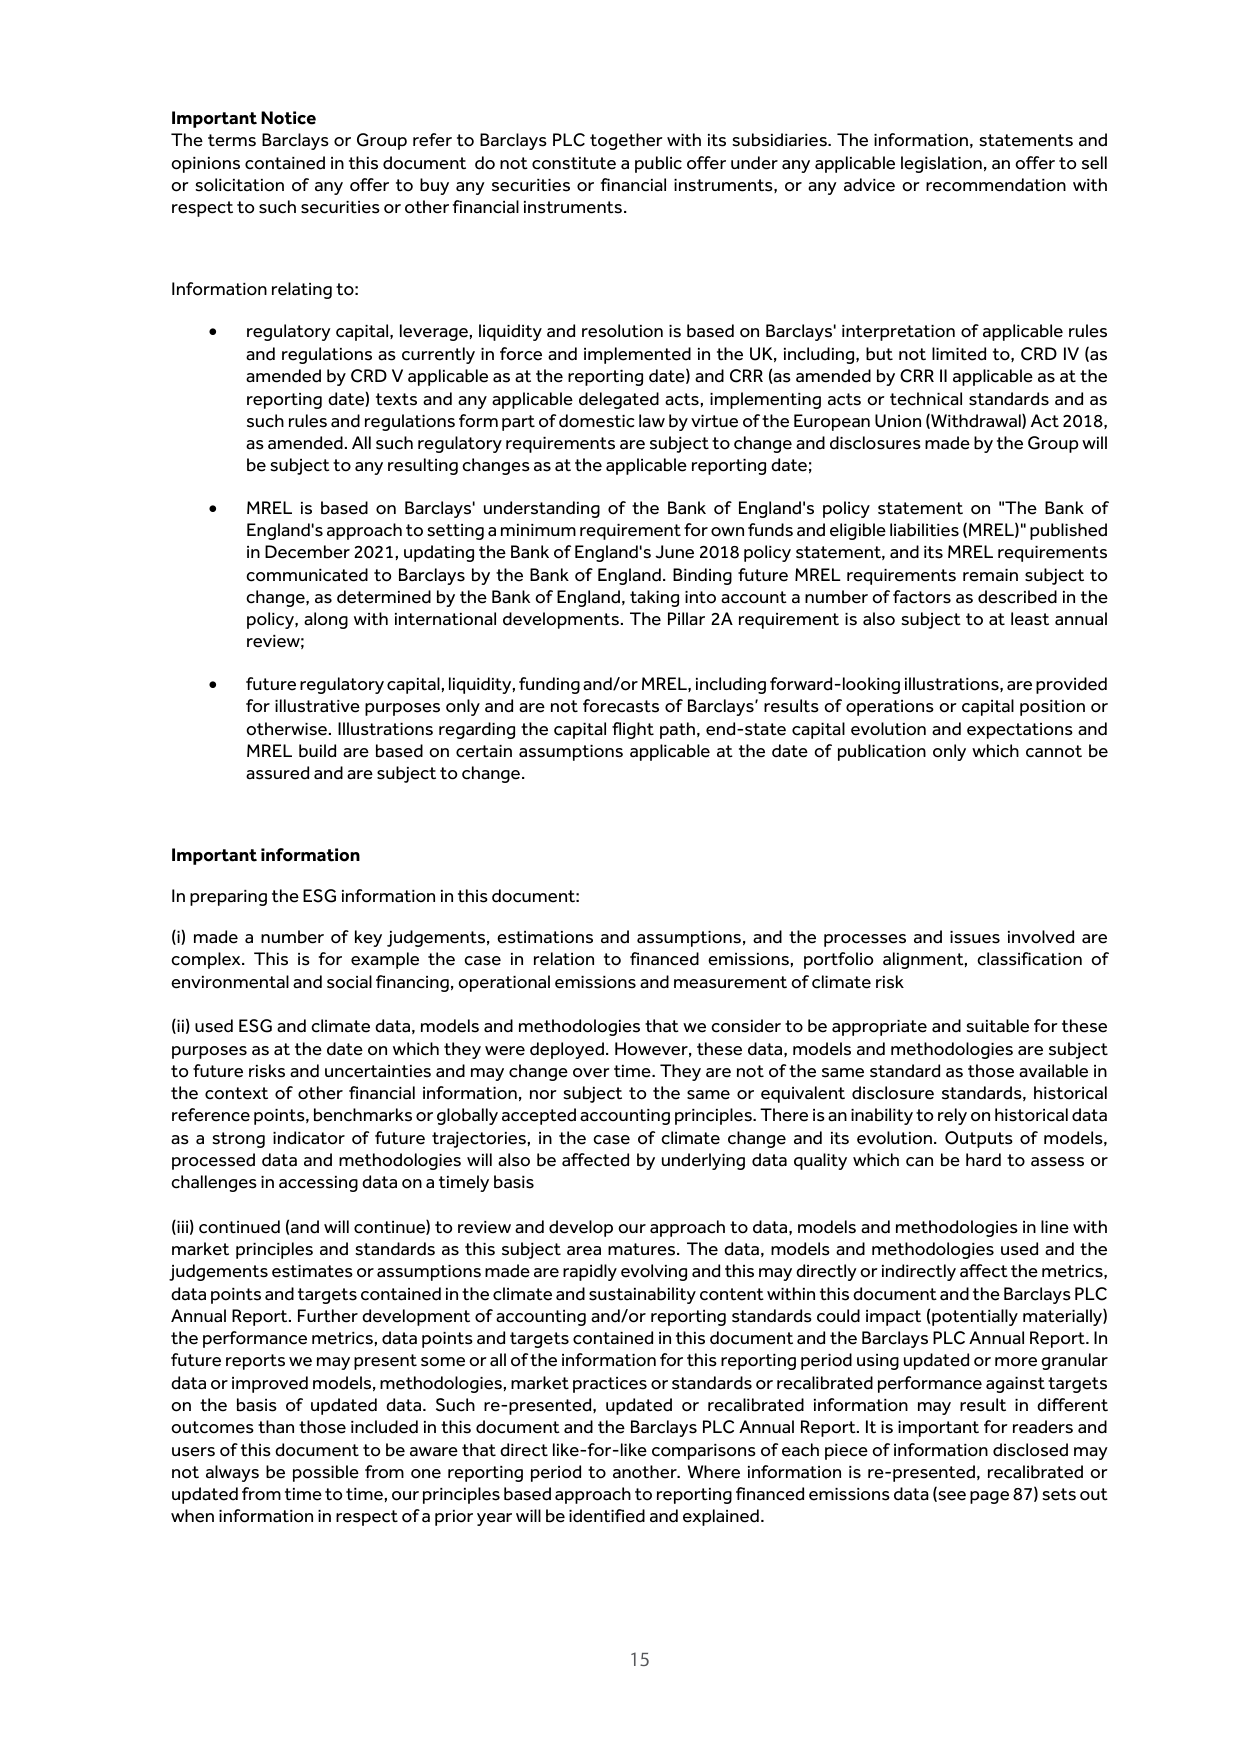 Important Notice
The terms Barclays or Group refer to Barclays PLC together with its subsidiaries. The information, statements and
opinions contained in this document  do not constitute a public offer under any applicable legislation, an offer to sell
or solicitation of any offer to buy any securities or financial instruments, or any advice or recommendation with
respect to such securities or other financial instruments.
Information relating to:
• regulatory capital, leverage, liquidity and resolution is based on Barclays' interpretation of applicable rules
and regulations as currently in force and implemented in the UK, including, but not limited to, CRD IV (as
amended by CRD V applicable as at the reporting date) and CRR (as amended by CRR II applicable as at the
reporting date) texts and any applicable delegated acts, implementing acts or technical standards and as
such rules and regulations form part of domestic law by virtue of the European Union (Withdrawal) Act 2018,
as amended. All such regulatory requirements are subject to change and disclosures made by the Group will
be subject to any resulting changes as at the applicable reporting date;
• MREL is based on Barclays' understanding of the Bank of England's policy statement on "The Bank of
England's approach to setting a minimum requirement for own funds and eligible liabilities (MREL)" published
in December 2021, updating the Bank of England's June 2018 policy statement, and its MREL requirements
communicated to Barclays by the Bank of England. Binding future MREL requirements remain subject to
change, as determined by the Bank of England, taking into account a number of factors as described in the
policy, along with international developments. The Pillar 2A requirement is also subject to at least annual
review;
• future regulatory capital, liquidity, funding and/or MREL, including forward-looking illustrations, are provided
for illustrative purposes only and are not forecasts of Barclays’ results of operations or capital position or
otherwise. Illustrations regarding the capital flight path, end-state capital evolution and expectations and
MREL build are based on certain assumptions applicable at the date of publication only which cannot be
assured and are subject to change.
Important information
In preparing the ESG information in this document:
(i) made a number of key judgements, estimations and assumptions, and the processes and issues involved are
complex. This is for example the case in relation to financed emissions, portfolio alignment, classification of
environmental and social financing, operational emissions and measurement of climate risk
(ii) used ESG and climate data, models and methodologies that we consider to be appropriate and suitable for these
purposes as at the date on which they were deployed. However, these data, models and methodologies are subject
to future risks and uncertainties and may change over time. They are not of the same standard as those available in
the context of other financial information, nor subject to the same or equivalent disclosure standards, historical
reference points, benchmarks or globally accepted accounting principles. There is an inability to rely on historical data
as a strong indicator of future trajectories, in the case of climate change and its evolution. Outputs of models,
processed data and methodologies will also be affected by underlying data quality which can be hard to assess or
challenges in accessing data on a timely basis
(iii) continued (and will continue) to review and develop our approach to data, models and methodologies in line with
market principles and standards as this subject area matures. The data, models and methodologies used and the
judgements estimates or assumptions made are rapidly evolving and this may directly or indirectly affect the metrics,
data points and targets contained in the climate and sustainability content within this document and the Barclays PLC
Annual Report. Further development of accounting and/or reporting standards could impact (potentially materially)
the performance metrics, data points and targets contained in this document and the Barclays PLC Annual Report. In
future reports we may present some or all of the information for this reporting period using updated or more granular
data or improved models, methodologies, market practices or standards or recalibrated performance against targets
on the basis of updated data. Such re-presented, updated or recalibrated information may result in different
outcomes than those included in this document and the Barclays PLC Annual Report. It is important for readers and
users of this document to be aware that direct like-for-like comparisons of each piece of information disclosed may
not always be possible from one reporting period to another. Where information is re-presented, recalibrated or
updated from time to time, our principles based approach to reporting financed emissions data (see page 87) sets out
when information in respect of a prior year will be identified and explained.
15